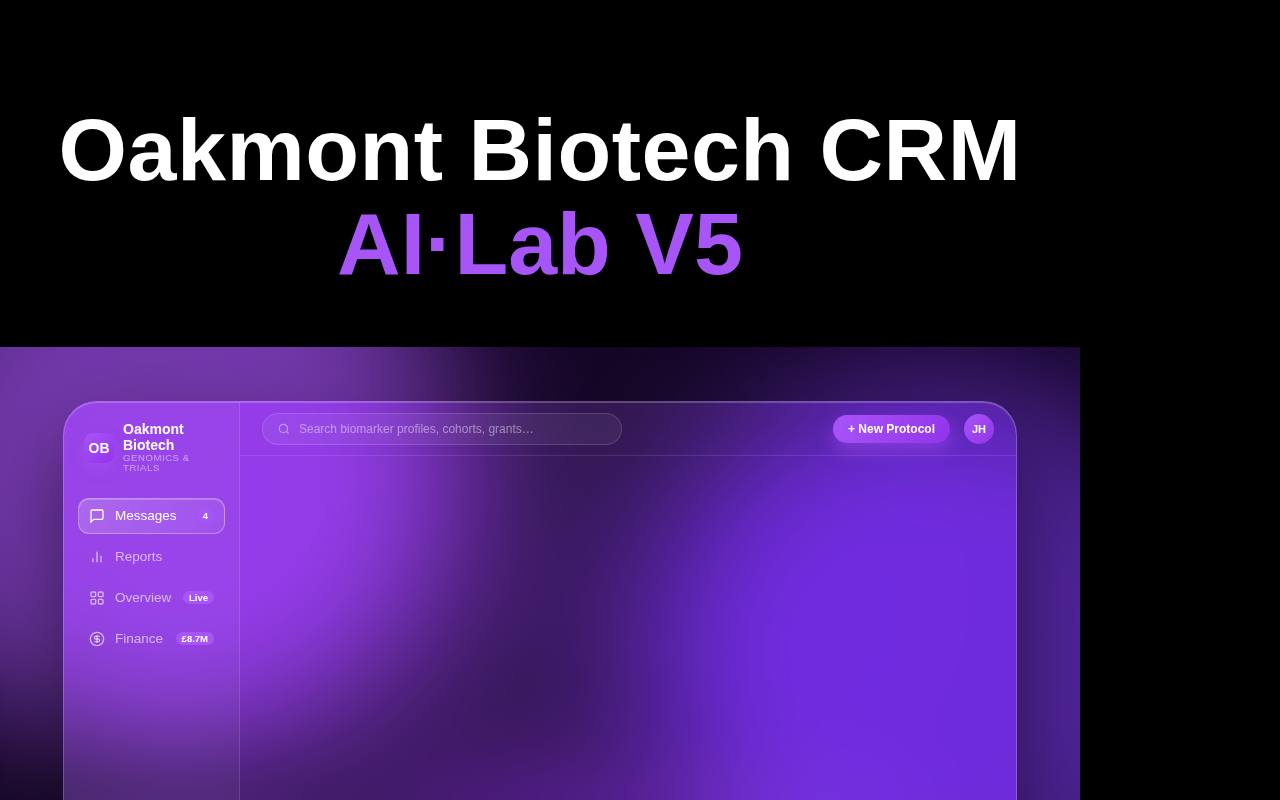 Oakmont Biotech CRM
AI·Lab V5
OB
Oakmont
Biotech
GENOMICS &
TRIALS
Search biomarker profiles, cohorts, grants…
+ New Protocol
JH
Messages 4
Reports
Overview Live
Finance £8.7M